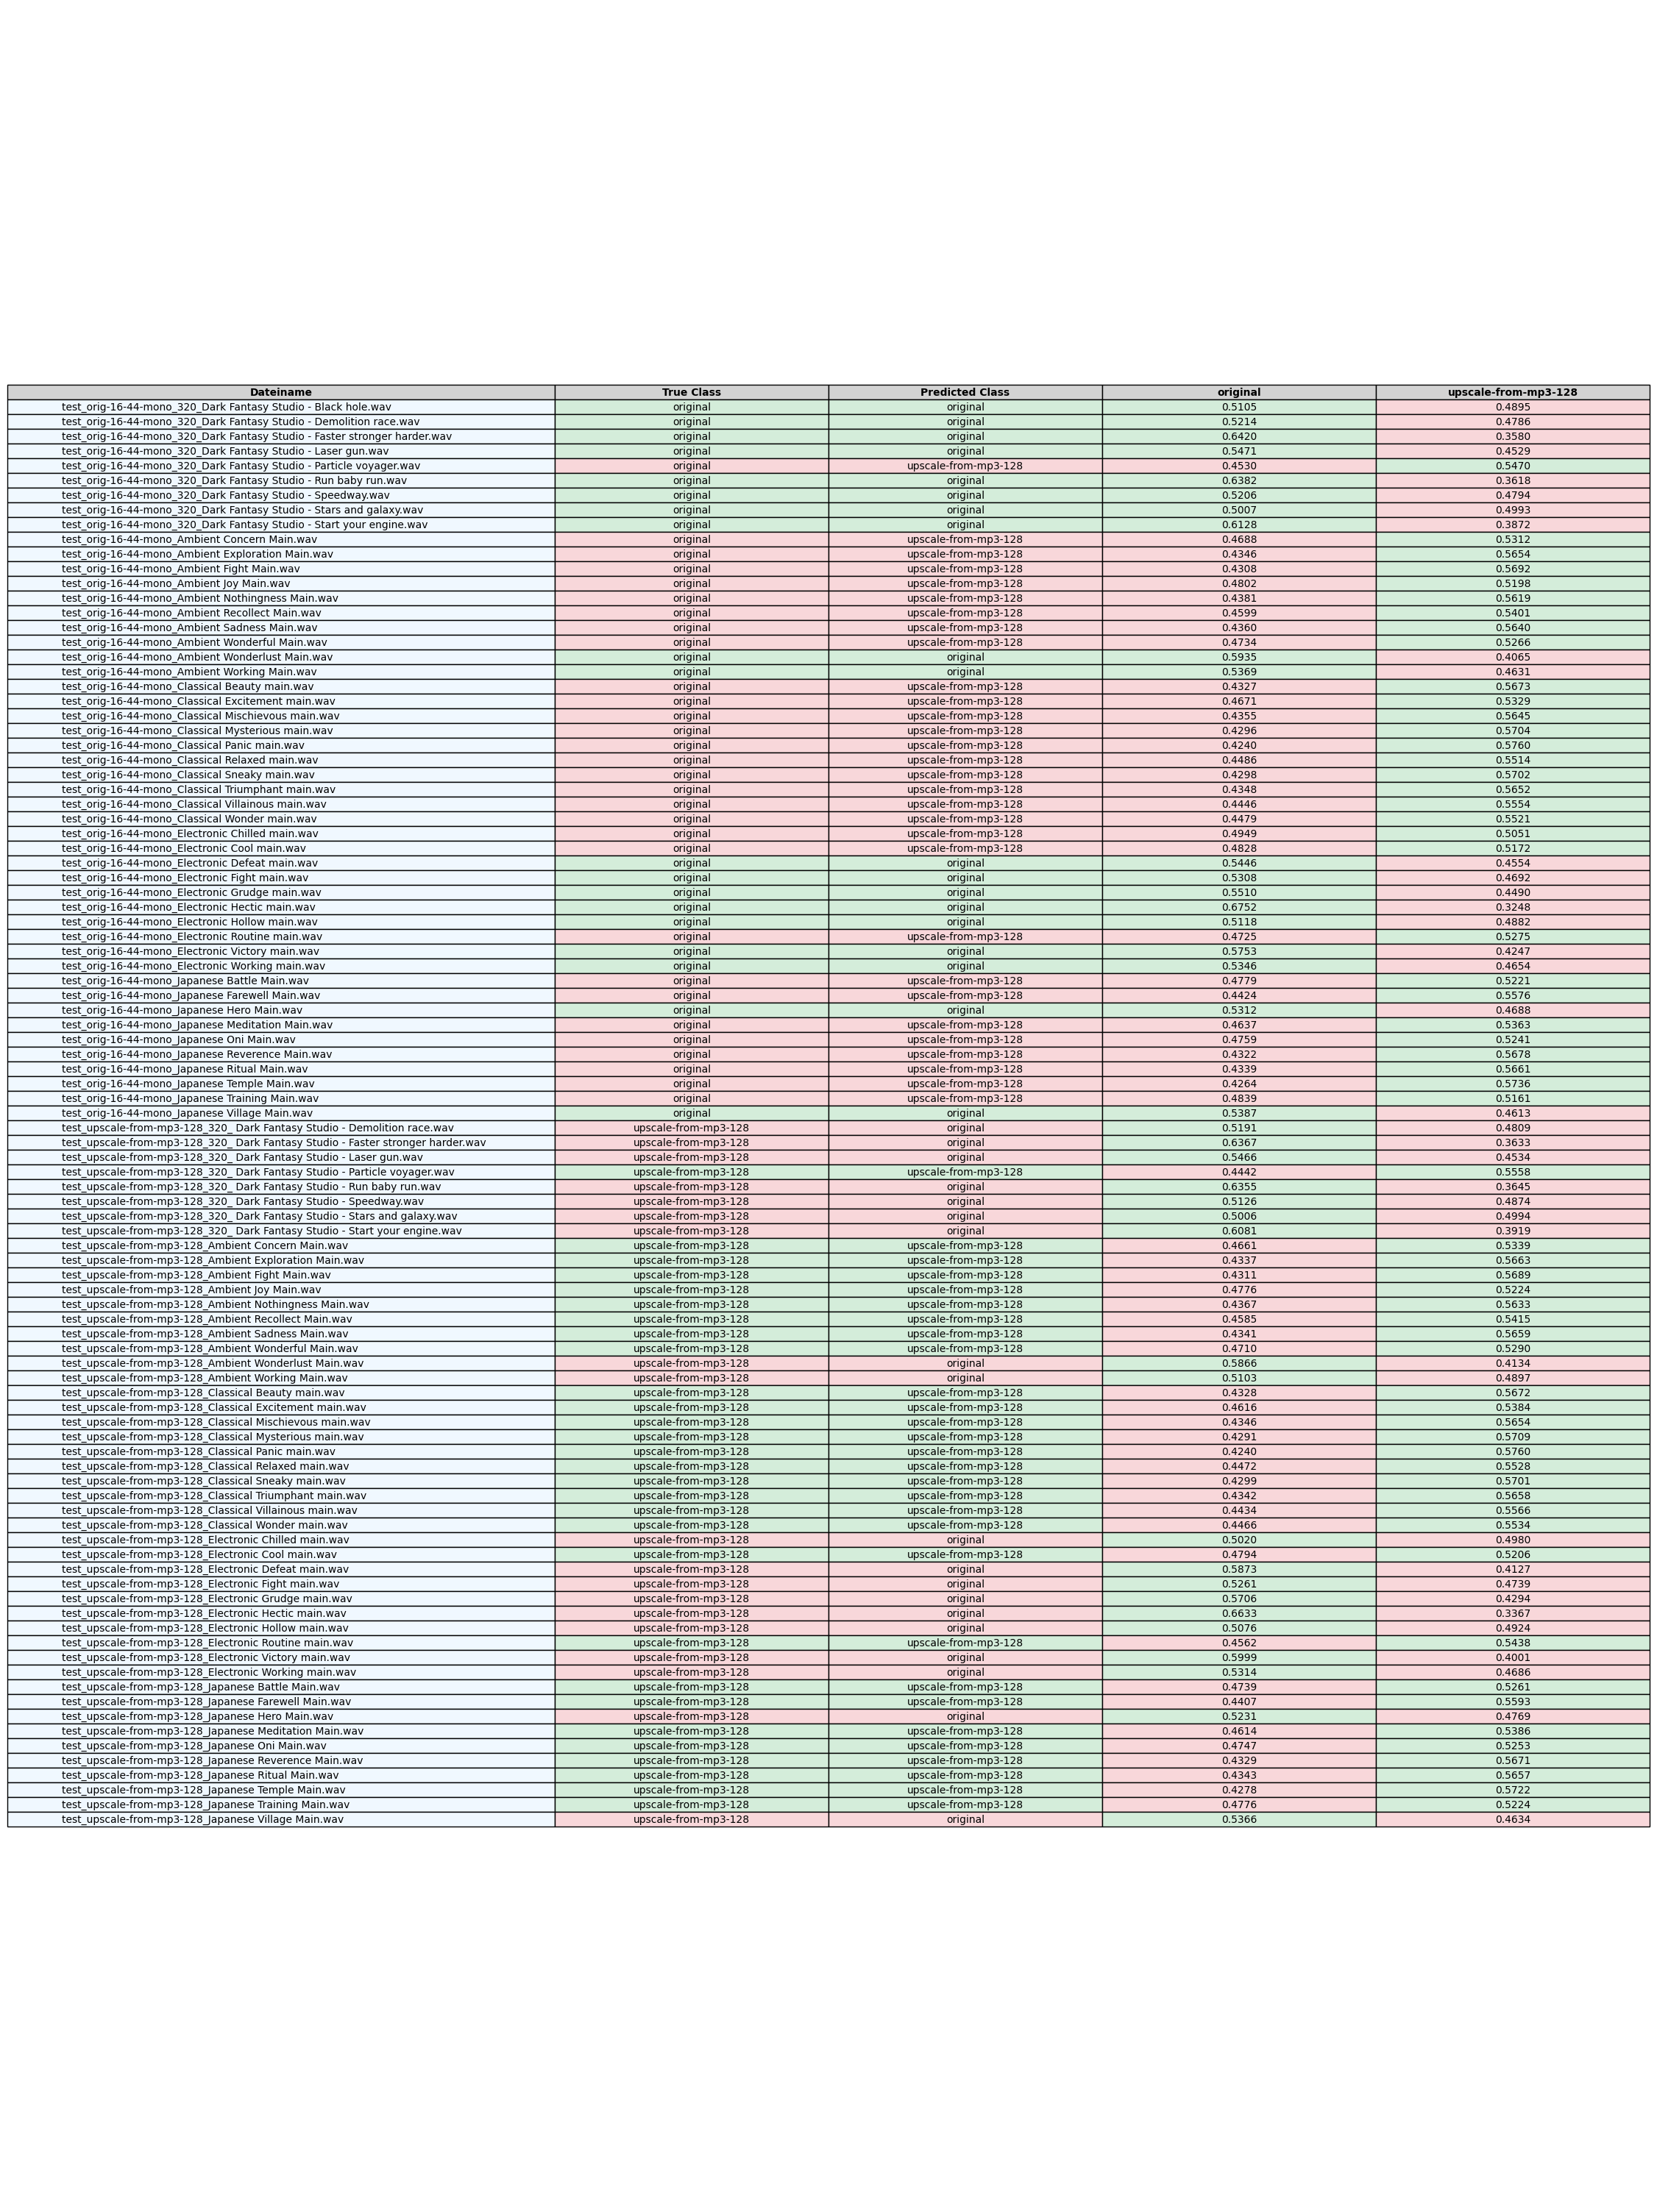 Dateiname True Class Predicted Class original upscale-from-mp3-128
test_orig-16-44-mono_320_Dark Fantasy Studio - Black hole.wav original original 0.5105 0.4895
test_orig-16-44-mono_320_Dark Fantasy Studio - Demolition race.wav original original 0.5214 0.4786
test_orig-16-44-mono_320_Dark Fantasy Studio - Faster stronger harder.wav original original 0.6420 0.3580
test_orig-16-44-mono_320_Dark Fantasy Studio - Laser gun.wav original original 0.5471 0.4529
test_orig-16-44-mono_320_Dark Fantasy Studio - Particle voyager.wav original upscale-from-mp3-128 0.4530 0.5470
test_orig-16-44-mono_320_Dark Fantasy Studio - Run baby run.wav original original 0.6382 0.3618
test_orig-16-44-mono_320_Dark Fantasy Studio - Speedway.wav original original 0.5206 0.4794
test_orig-16-44-mono_320_Dark Fantasy Studio - Stars and galaxy.wav original original 0.5007 0.4993
test_orig-16-44-mono_320_Dark Fantasy Studio - Start your engine.wav original original 0.6128 0.3872
test_orig-16-44-mono_Ambient Concern Main.wav original upscale-from-mp3-128 0.4688 0.5312
test_orig-16-44-mono_Ambient Exploration Main.wav original upscale-from-mp3-128 0.4346 0.5654
test_orig-16-44-mono_Ambient Fight Main.wav original upscale-from-mp3-128 0.4308 0.5692
test_orig-16-44-mono_Ambient Joy Main.wav original upscale-from-mp3-128 0.4802 0.5198
test_orig-16-44-mono_Ambient Nothingness Main.wav original upscale-from-mp3-128 0.4381 0.5619
test_orig-16-44-mono_Ambient Recollect Main.wav original upscale-from-mp3-128 0.4599 0.5401
test_orig-16-44-mono_Ambient Sadness Main.wav original upscale-from-mp3-128 0.4360 0.5640
test_orig-16-44-mono_Ambient Wonderful Main.wav original upscale-from-mp3-128 0.4734 0.5266
test_orig-16-44-mono_Ambient Wonderlust Main.wav original original 0.5935 0.4065
test_orig-16-44-mono_Ambient Working Main.wav original original 0.5369 0.4631
test_orig-16-44-mono_Classical Beauty main.wav original upscale-from-mp3-128 0.4327 0.5673
test_orig-16-44-mono_Classical Excitement main.wav original upscale-from-mp3-128 0.4671 0.5329
test_orig-16-44-mono_Classical Mischievous main.wav original upscale-from-mp3-128 0.4355 0.5645
test_orig-16-44-mono_Classical Mysterious main.wav original upscale-from-mp3-128 0.4296 0.5704
test_orig-16-44-mono_Classical Panic main.wav original upscale-from-mp3-128 0.4240 0.5760
test_orig-16-44-mono_Classical Relaxed main.wav original upscale-from-mp3-128 0.4486 0.5514
test_orig-16-44-mono_Classical Sneaky main.wav original upscale-from-mp3-128 0.4298 0.5702
test_orig-16-44-mono_Classical Triumphant main.wav original upscale-from-mp3-128 0.4348 0.5652
test_orig-16-44-mono_Classical Villainous main.wav original upscale-from-mp3-128 0.4446 0.5554
test_orig-16-44-mono_Classical Wonder main.wav original upscale-from-mp3-128 0.4479 0.5521
test_orig-16-44-mono_Electronic Chilled main.wav original upscale-from-mp3-128 0.4949 0.5051
test_orig-16-44-mono_Electronic Cool main.wav original upscale-from-mp3-128 0.4828 0.5172
test_orig-16-44-mono_Electronic Defeat main.wav original original 0.5446 0.4554
test_orig-16-44-mono_Electronic Fight main.wav original original 0.5308 0.4692
test_orig-16-44-mono_Electronic Grudge main.wav original original 0.5510 0.4490
test_orig-16-44-mono_Electronic Hectic main.wav original original 0.6752 0.3248
test_orig-16-44-mono_Electronic Hollow main.wav original original 0.5118 0.4882
test_orig-16-44-mono_Electronic Routine main.wav original upscale-from-mp3-128 0.4725 0.5275
test_orig-16-44-mono_Electronic Victory main.wav original original 0.5753 0.4247
test_orig-16-44-mono_Electronic Working main.wav original original 0.5346 0.4654
test_orig-16-44-mono_Japanese Battle Main.wav original upscale-from-mp3-128 0.4779 0.5221
test_orig-16-44-mono_Japanese Farewell Main.wav original upscale-from-mp3-128 0.4424 0.5576
test_orig-16-44-mono_Japanese Hero Main.wav original original 0.5312 0.4688
test_orig-16-44-mono_Japanese Meditation Main.wav original upscale-from-mp3-128 0.4637 0.5363
test_orig-16-44-mono_Japanese Oni Main.wav original upscale-from-mp3-128 0.4759 0.5241
test_orig-16-44-mono_Japanese Reverence Main.wav original upscale-from-mp3-128 0.4322 0.5678
test_orig-16-44-mono_Japanese Ritual Main.wav original upscale-from-mp3-128 0.4339 0.5661
test_orig-16-44-mono_Japanese Temple Main.wav original upscale-from-mp3-128 0.4264 0.5736
test_orig-16-44-mono_Japanese Training Main.wav original upscale-from-mp3-128 0.4839 0.5161
test_orig-16-44-mono_Japanese Village Main.wav original original 0.5387 0.4613
test_upscale-from-mp3-128_320_ Dark Fantasy Studio - Demolition race.wav upscale-from-mp3-128 original 0.5191 0.4809
test_upscale-from-mp3-128_320_ Dark Fantasy Studio - Faster stronger harder.wav upscale-from-mp3-128 original 0.6367 0.3633
test_upscale-from-mp3-128_320_ Dark Fantasy Studio - Laser gun.wav upscale-from-mp3-128 original 0.5466 0.4534
test_upscale-from-mp3-128_320_ Dark Fantasy Studio - Particle voyager.wav upscale-from-mp3-128 upscale-from-mp3-128 0.4442 0.5558
test_upscale-from-mp3-128_320_ Dark Fantasy Studio - Run baby run.wav upscale-from-mp3-128 original 0.6355 0.3645
test_upscale-from-mp3-128_320_ Dark Fantasy Studio - Speedway.wav upscale-from-mp3-128 original 0.5126 0.4874
test_upscale-from-mp3-128_320_ Dark Fantasy Studio - Stars and galaxy.wav upscale-from-mp3-128 original 0.5006 0.4994
test_upscale-from-mp3-128_320_ Dark Fantasy Studio - Start your engine.wav upscale-from-mp3-128 original 0.6081 0.3919
test_upscale-from-mp3-128_Ambient Concern Main.wav upscale-from-mp3-128 upscale-from-mp3-128 0.4661 0.5339
test_upscale-from-mp3-128_Ambient Exploration Main.wav upscale-from-mp3-128 upscale-from-mp3-128 0.4337 0.5663
test_upscale-from-mp3-128_Ambient Fight Main.wav upscale-from-mp3-128 upscale-from-mp3-128 0.4311 0.5689
test_upscale-from-mp3-128_Ambient Joy Main.wav upscale-from-mp3-128 upscale-from-mp3-128 0.4776 0.5224
test_upscale-from-mp3-128_Ambient Nothingness Main.wav upscale-from-mp3-128 upscale-from-mp3-128 0.4367 0.5633
test_upscale-from-mp3-128_Ambient Recollect Main.wav upscale-from-mp3-128 upscale-from-mp3-128 0.4585 0.5415
test_upscale-from-mp3-128_Ambient Sadness Main.wav upscale-from-mp3-128 upscale-from-mp3-128 0.4341 0.5659
test_upscale-from-mp3-128_Ambient Wonderful Main.wav upscale-from-mp3-128 upscale-from-mp3-128 0.4710 0.5290
test_upscale-from-mp3-128_Ambient Wonderlust Main.wav upscale-from-mp3-128 original 0.5866 0.4134
test_upscale-from-mp3-128_Ambient Working Main.wav upscale-from-mp3-128 original 0.5103 0.4897
test_upscale-from-mp3-128_Classical Beauty main.wav upscale-from-mp3-128 upscale-from-mp3-128 0.4328 0.5672
test_upscale-from-mp3-128_Classical Excitement main.wav upscale-from-mp3-128 upscale-from-mp3-128 0.4616 0.5384
test_upscale-from-mp3-128_Classical Mischievous main.wav upscale-from-mp3-128 upscale-from-mp3-128 0.4346 0.5654
test_upscale-from-mp3-128_Classical Mysterious main.wav upscale-from-mp3-128 upscale-from-mp3-128 0.4291 0.5709
test_upscale-from-mp3-128_Classical Panic main.wav upscale-from-mp3-128 upscale-from-mp3-128 0.4240 0.5760
test_upscale-from-mp3-128_Classical Relaxed main.wav upscale-from-mp3-128 upscale-from-mp3-128 0.4472 0.5528
test_upscale-from-mp3-128_Classical Sneaky main.wav upscale-from-mp3-128 upscale-from-mp3-128 0.4299 0.5701
test_upscale-from-mp3-128_Classical Triumphant main.wav upscale-from-mp3-128 upscale-from-mp3-128 0.4342 0.5658
test_upscale-from-mp3-128_Classical Villainous main.wav upscale-from-mp3-128 upscale-from-mp3-128 0.4434 0.5566
test_upscale-from-mp3-128_Classical Wonder main.wav upscale-from-mp3-128 upscale-from-mp3-128 0.4466 0.5534
test_upscale-from-mp3-128_Electronic Chilled main.wav upscale-from-mp3-128 original 0.5020 0.4980
test_upscale-from-mp3-128_Electronic Cool main.wav upscale-from-mp3-128 upscale-from-mp3-128 0.4794 0.5206
test_upscale-from-mp3-128_Electronic Defeat main.wav upscale-from-mp3-128 original 0.5873 0.4127
test_upscale-from-mp3-128_Electronic Fight main.wav upscale-from-mp3-128 original 0.5261 0.4739
test_upscale-from-mp3-128_Electronic Grudge main.wav upscale-from-mp3-128 original 0.5706 0.4294
test_upscale-from-mp3-128_Electronic Hectic main.wav upscale-from-mp3-128 original 0.6633 0.3367
test_upscale-from-mp3-128_Electronic Hollow main.wav upscale-from-mp3-128 original 0.5076 0.4924
test_upscale-from-mp3-128_Electronic Routine main.wav upscale-from-mp3-128 upscale-from-mp3-128 0.4562 0.5438
test_upscale-from-mp3-128_Electronic Victory main.wav upscale-from-mp3-128 original 0.5999 0.4001
test_upscale-from-mp3-128_Electronic Working main.wav upscale-from-mp3-128 original 0.5314 0.4686
test_upscale-from-mp3-128_Japanese Battle Main.wav upscale-from-mp3-128 upscale-from-mp3-128 0.4739 0.5261
test_upscale-from-mp3-128_Japanese Farewell Main.wav upscale-from-mp3-128 upscale-from-mp3-128 0.4407 0.5593
test_upscale-from-mp3-128_Japanese Hero Main.wav upscale-from-mp3-128 original 0.5231 0.4769
test_upscale-from-mp3-128_Japanese Meditation Main.wav upscale-from-mp3-128 upscale-from-mp3-128 0.4614 0.5386
test_upscale-from-mp3-128_Japanese Oni Main.wav upscale-from-mp3-128 upscale-from-mp3-128 0.4747 0.5253
test_upscale-from-mp3-128_Japanese Reverence Main.wav upscale-from-mp3-128 upscale-from-mp3-128 0.4329 0.5671
test_upscale-from-mp3-128_Japanese Ritual Main.wav upscale-from-mp3-128 upscale-from-mp3-128 0.4343 0.5657
test_upscale-from-mp3-128_Japanese Temple Main.wav upscale-from-mp3-128 upscale-from-mp3-128 0.4278 0.5722
test_upscale-from-mp3-128_Japanese Training Main.wav upscale-from-mp3-128 upscale-from-mp3-128 0.4776 0.5224
test_upscale-from-mp3-128_Japanese Village Main.wav upscale-from-mp3-128 original 0.5366 0.4634